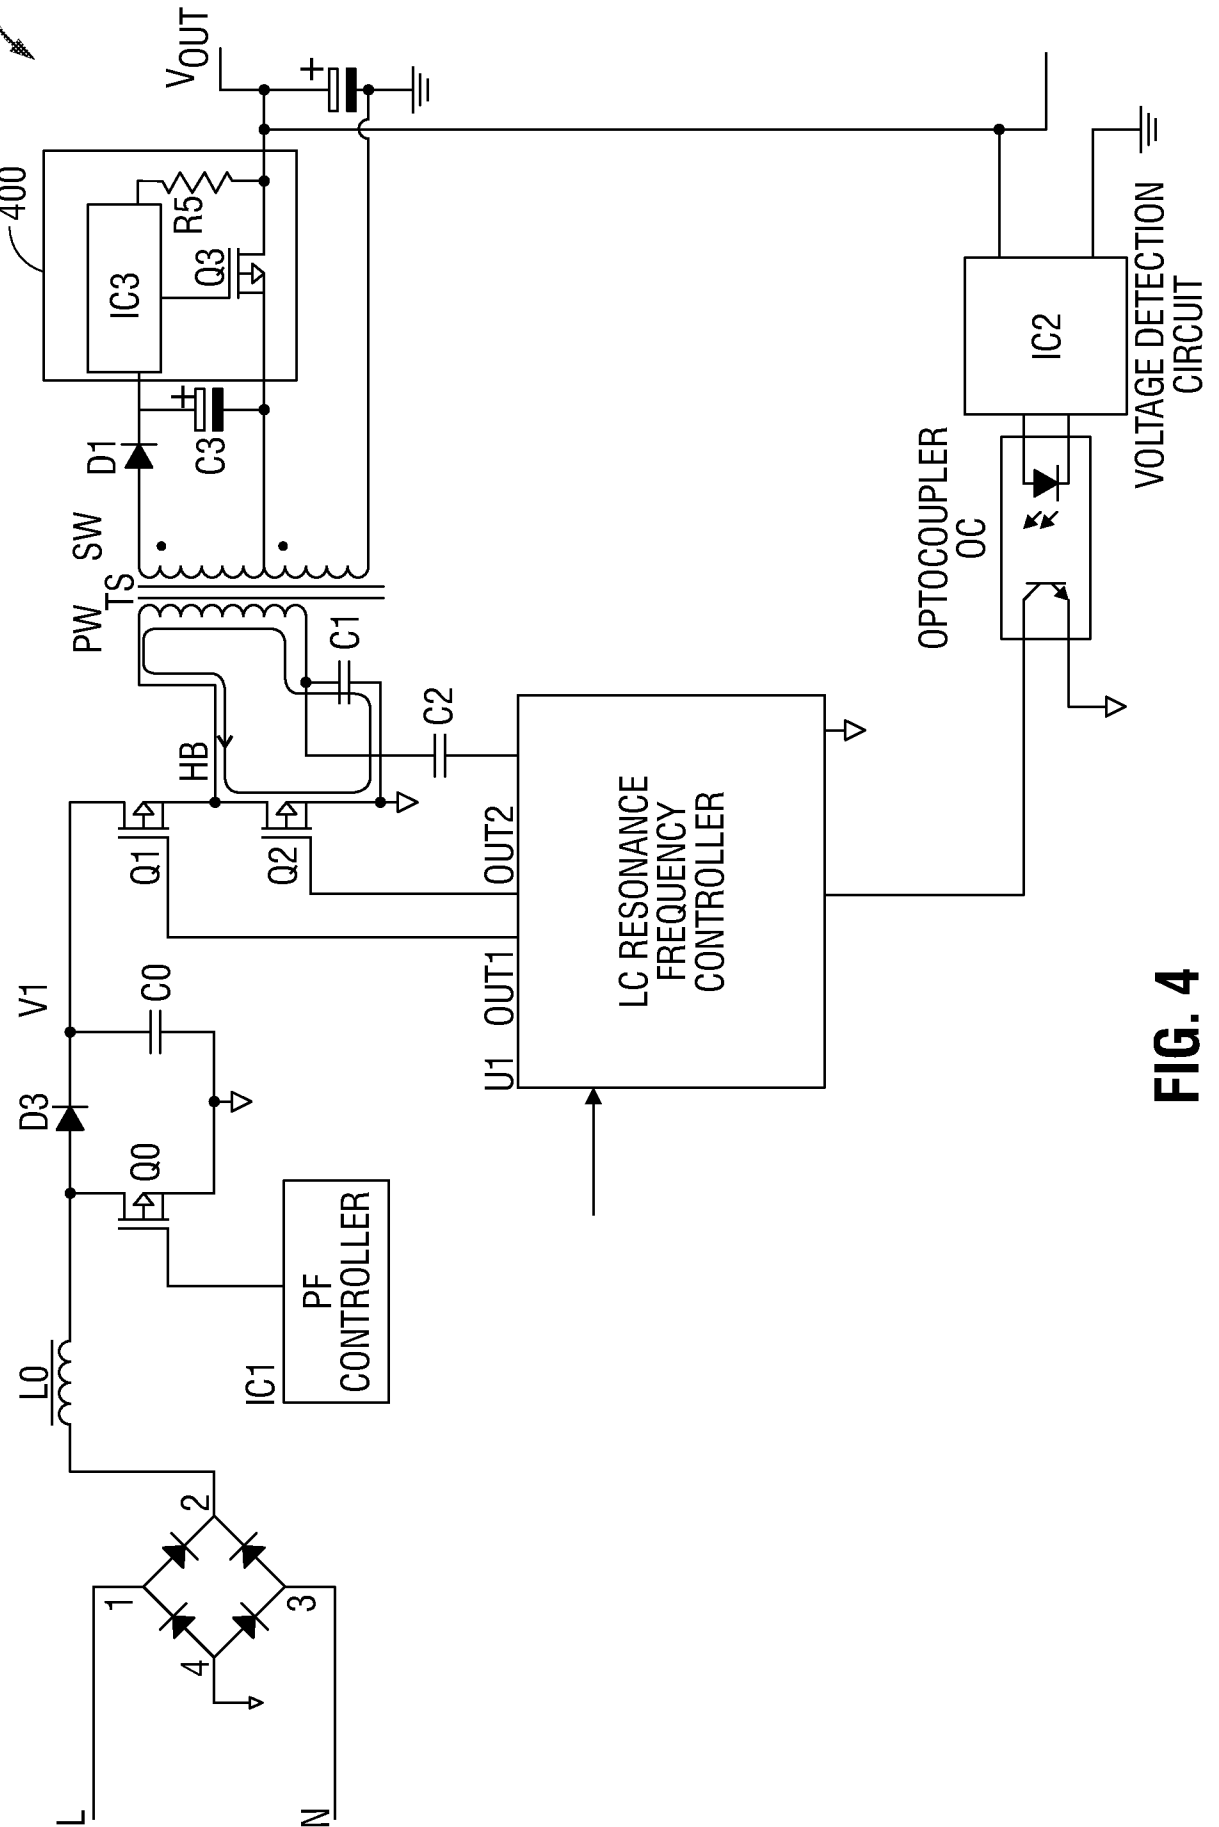 400
VOUT
IC3
R5
Q3
D1
C3
SW
TS
PW
C1
HB
C2
Q1
Q2
V1
C0
D3
Q0
L0
IC1
PF
CONTROLLER
U1 OUT1 OUT2
LC RESONANCE
FREQUENCY
CONTROLLER
OPTOCOUPLER
OC
IC2
VOLTAGE DETECTION
CIRCUIT
L
N
1
2
3
4
+
+
FIG. 4